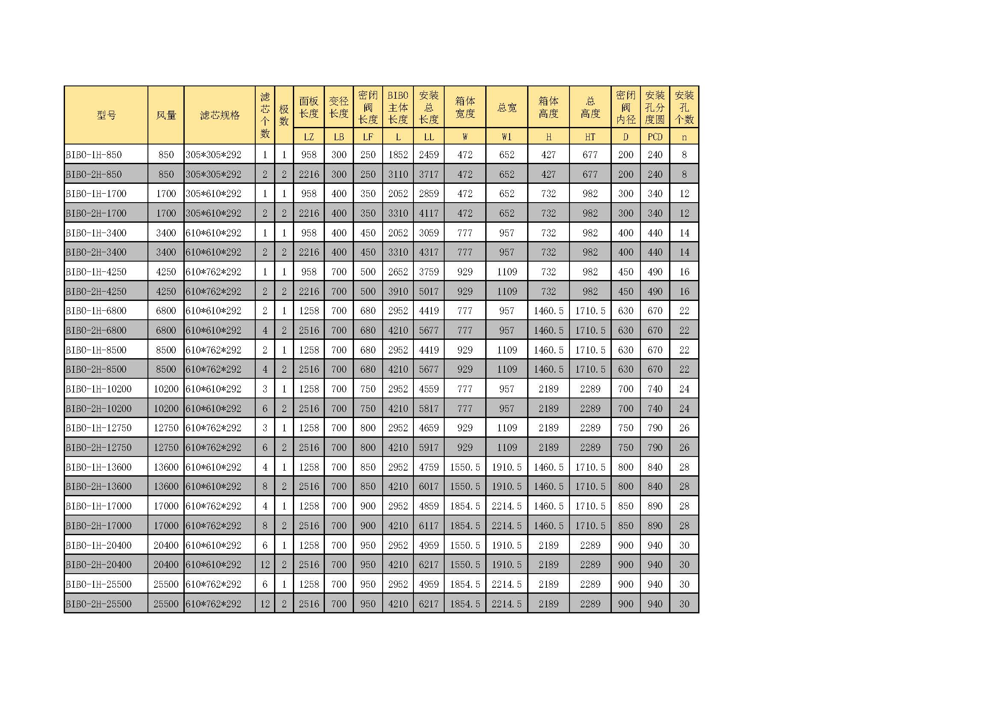 型号 风量 滤芯规格 滤芯个数 极数 面板长度 变径长度 密闭阀长度 BIBO主体长度 安装总长度 箱体宽度 总宽 箱体高度 总高度 密闭阀内径 安装孔分度圆 安装孔个数
LZ LB LF L LL W W1 H HT D PCD n
BIBO-1H-850 850 305*305*292 1 1 958 300 250 1852 2459 472 652 427 677 200 240 8
BIBO-2H-850 850 305*305*292 2 2 2216 300 250 3110 3717 472 652 427 677 200 240 8
BIBO-1H-1700 1700 305*610*292 1 1 958 400 350 2052 2859 472 652 732 982 300 340 12
BIBO-2H-1700 1700 305*610*292 2 2 2216 400 350 3310 4117 472 652 732 982 300 340 12
BIBO-1H-3400 3400 610*610*292 1 1 958 400 450 2052 3059 777 957 732 982 400 440 14
BIBO-2H-3400 3400 610*610*292 2 2 2216 400 450 3310 4317 777 957 732 982 400 440 14
BIBO-1H-4250 4250 610*762*292 1 1 958 700 500 2652 3759 929 1109 732 982 450 490 16
BIBO-2H-4250 4250 610*762*292 2 2 2216 700 500 3910 5017 929 1109 732 982 450 490 16
BIBO-1H-6800 6800 610*610*292 2 1 1258 700 680 2952 4419 777 957 1460.5 1710.5 630 670 22
BIBO-2H-6800 6800 610*610*292 4 2 2516 700 680 4210 5677 777 957 1460.5 1710.5 630 670 22
BIBO-1H-8500 8500 610*762*292 2 1 1258 700 680 2952 4419 929 1109 1460.5 1710.5 630 670 22
BIBO-2H-8500 8500 610*762*292 4 2 2516 700 680 4210 5677 929 1109 1460.5 1710.5 630 670 22
BIBO-1H-10200 10200 610*610*292 3 1 1258 700 750 2952 4559 777 957 2189 2289 700 740 24
BIBO-2H-10200 10200 610*610*292 6 2 2516 700 750 4210 5817 777 957 2189 2289 700 740 24
BIBO-1H-12750 12750 610*762*292 3 1 1258 700 800 2952 4659 929 1109 2189 2289 750 790 26
BIBO-2H-12750 12750 610*762*292 6 2 2516 700 800 4210 5917 929 1109 2189 2289 750 790 26
BIBO-1H-13600 13600 610*610*292 4 1 1258 700 850 2952 4759 1550.5 1910.5 1460.5 1710.5 800 840 28
BIBO-2H-13600 13600 610*610*292 8 2 2516 700 850 4210 6017 1550.5 1910.5 1460.5 1710.5 800 840 28
BIBO-1H-17000 17000 610*762*292 4 1 1258 700 900 2952 4859 1854.5 2214.5 1460.5 1710.5 850 890 28
BIBO-2H-17000 17000 610*762*292 8 2 2516 700 900 4210 6117 1854.5 2214.5 1460.5 1710.5 850 890 28
BIBO-1H-20400 20400 610*610*292 6 1 1258 700 950 2952 4959 1550.5 1910.5 2189 2289 900 940 30
BIBO-2H-20400 20400 610*610*292 12 2 2516 700 950 4210 6217 1550.5 1910.5 2189 2289 900 940 30
BIBO-1H-25500 25500 610*762*292 6 1 1258 700 950 2952 4959 1854.5 2214.5 2189 2289 900 940 30
BIBO-2H-25500 25500 610*762*292 12 2 2516 700 950 4210 6217 1854.5 2214.5 2189 2289 900 940 30